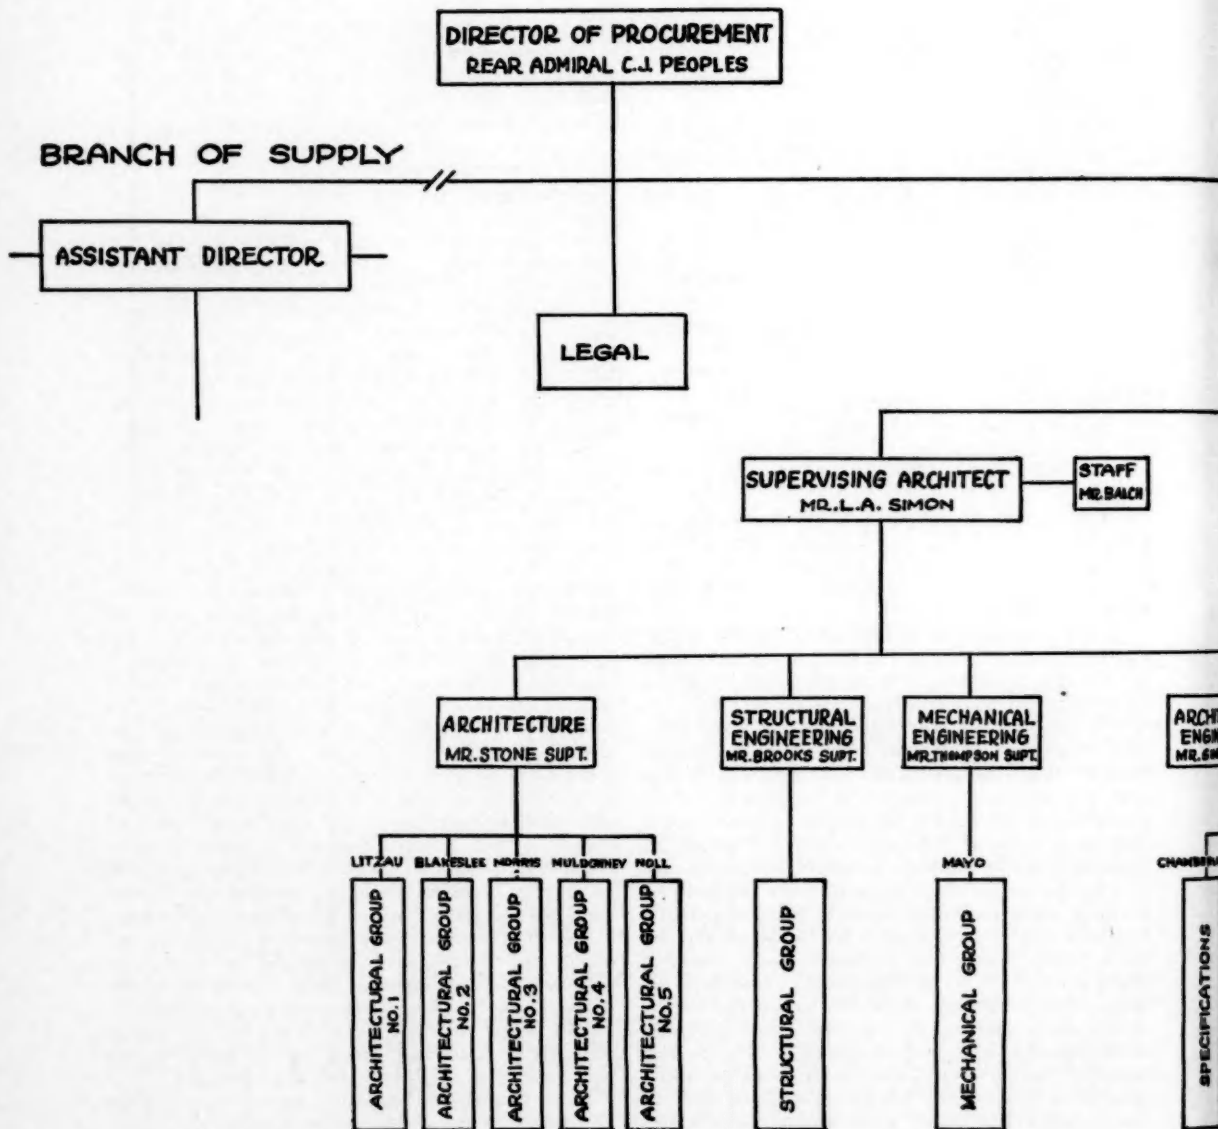 DIRECTOR OF PROCUREMENT
REAR ADMIRAL C.J. PEOPLES
BRANCH OF SUPPLY
ASSISTANT DIRECTOR
LEGAL
SUPERVISING ARCHITECT
MR. L.A. SIMON
STAFF
MR. BALCH
ARCHITECTURE
MR. STONE SUPT.
STRUCTURAL
ENGINEERING
MR. BROOKS SUPT.
MECHANICAL
ENGINEERING
MR. THOMPSON SUPT.
LITZAU
BLAKESLEE
MORRIS
MULDOWNEY
NOLL
MAYO
ARCHITECTURAL GROUP
NO. 1
ARCHITECTURAL GROUP
NO. 2
ARCHITECTURAL GROUP
NO. 3
ARCHITECTURAL GROUP
NO. 4
ARCHITECTURAL GROUP
NO. 5
STRUCTURAL GROUP
MECHANICAL GROUP
SPECIFICATIONS